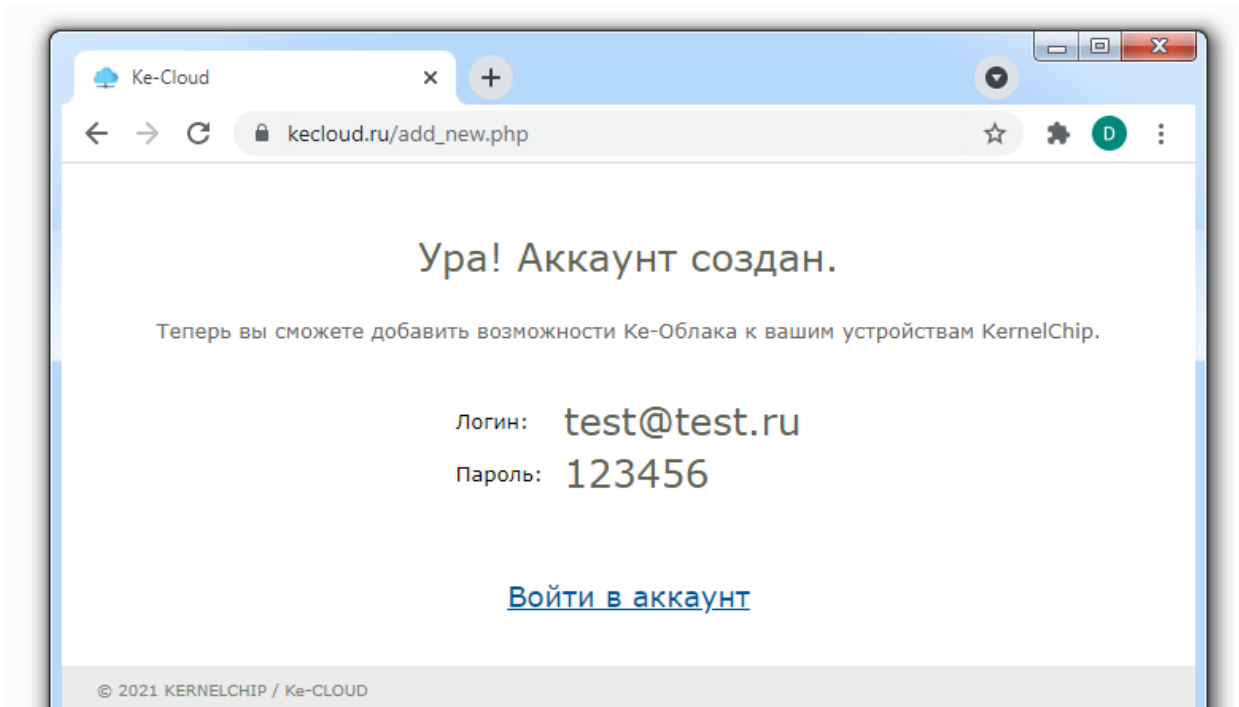 Ke-Cloud
kecloud.ru/add_new.php
D
Ура! Аккаунт создан.
Теперь вы сможете добавить возможности Ке-Облака к вашим устройствам KernelChip.
Логин: test@test.ru
Пароль: 123456
Войти в аккаунт
© 2021 KERNELCHIP / Ke-CLOUD